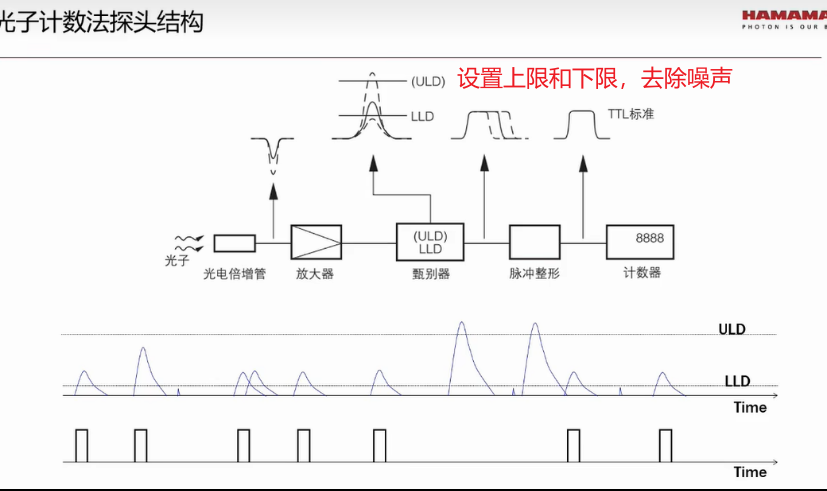 光子计数法探头结构
HAMAMA
PHOTON IS OUR B
设置上限和下限，去除噪声
(ULD)
LLD
TTL标准
(ULD)
LLD
8888
光子
光电倍增管
放大器
甄别器
脉冲整形
计数器
ULD
LLD
Time
Time